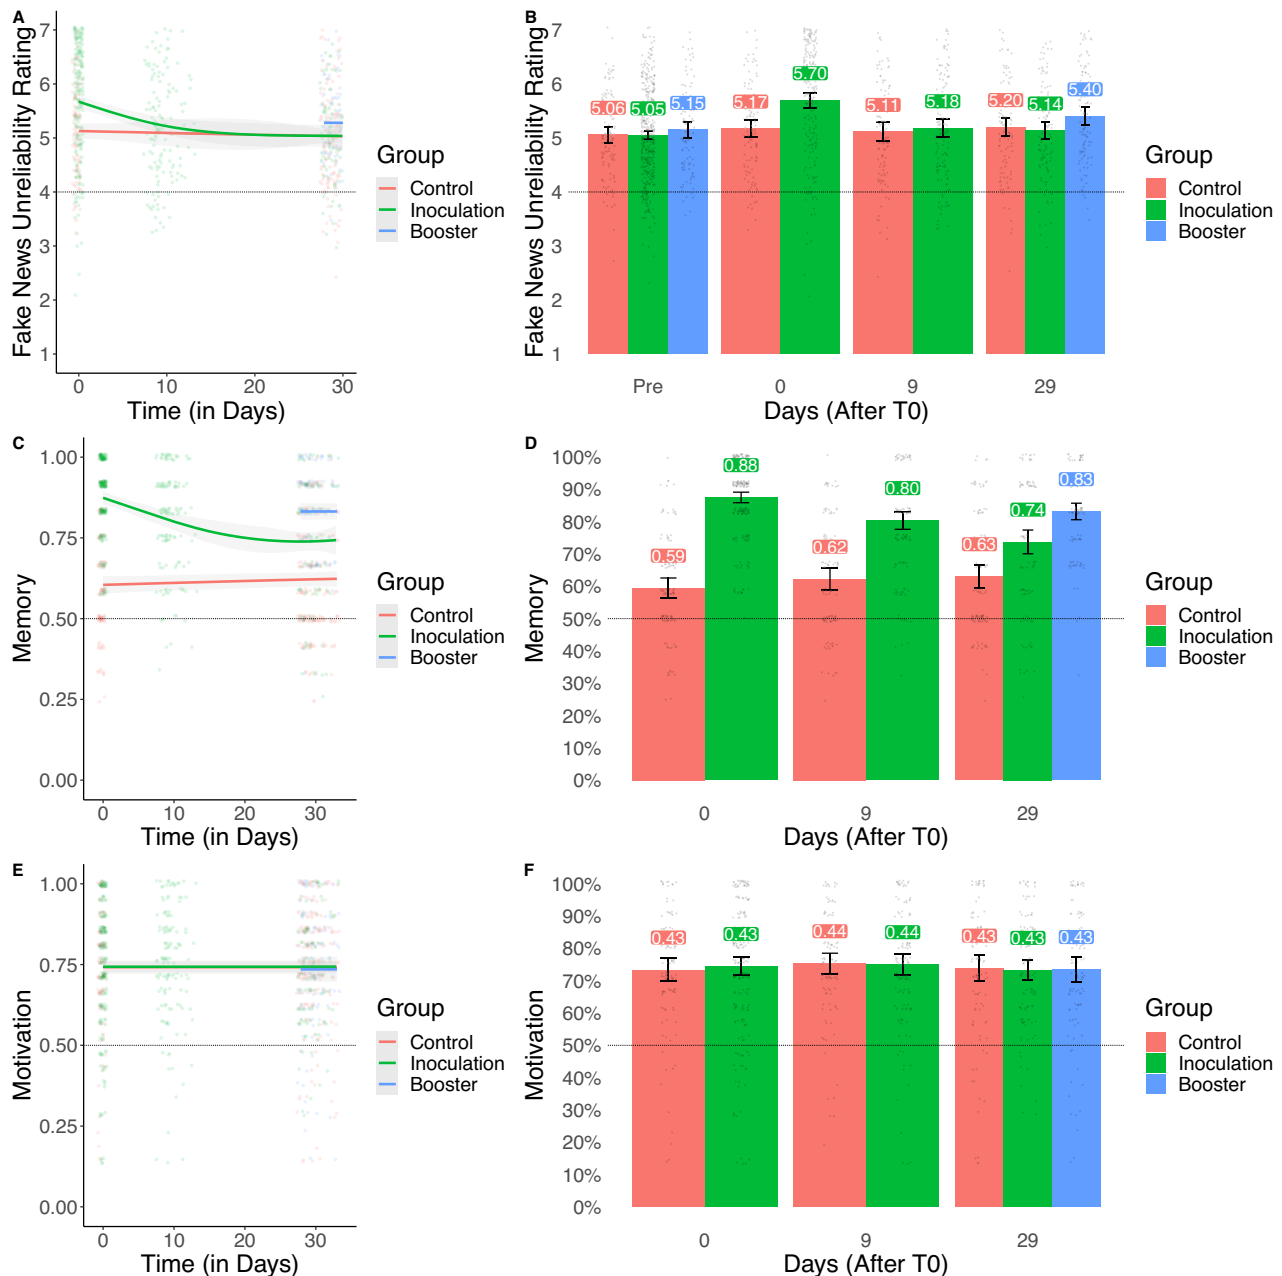 A
Fake News Unreliability Rating
7
6
5
4
3
2
1
0 10 20 30
Time (in Days)
Group
Control
Inoculation
Booster
B
Fake News Unreliability Rating
7
6
5
4
3
2
1
5.06 5.05 5.15 5.17 5.70 5.11 5.18 5.20 5.14 5.40
Pre 0 9 29
Days (After T0)
Group
Control
Inoculation
Booster
C
Memory
1.00
0.75
0.50
0.25
0.00
0 10 20 30
Time (in Days)
Group
Control
Inoculation
Booster
D
Memory
100%
90%
80%
70%
60%
50%
40%
30%
20%
10%
0%
0.59 0.88 0.62 0.80 0.63 0.74 0.83
0 9 29
Days (After T0)
Group
Control
Inoculation
Booster
E
Motivation
1.00
0.75
0.50
0.25
0.00
0 10 20 30
Time (in Days)
Group
Control
Inoculation
Booster
F
Motivation
100%
90%
80%
70%
60%
50%
40%
30%
20%
10%
0%
0.43 0.43 0.44 0.44 0.43 0.43 0.43
0 9 29
Days (After T0)
Group
Control
Inoculation
Booster